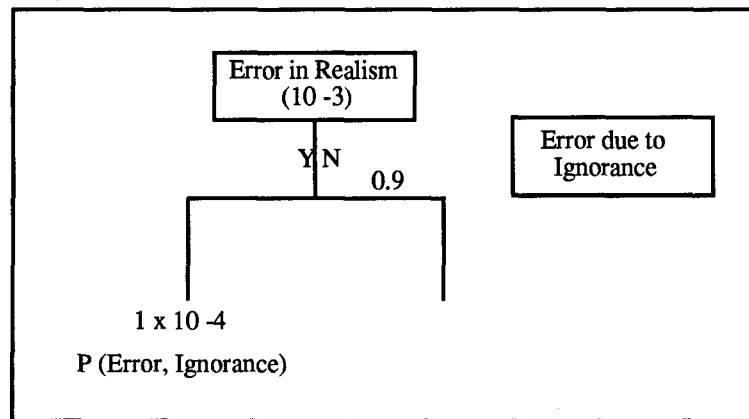 Error in Realism
(10 -3)
Error due to
Ignorance
Y N
0.9
1 x 10 -4
P (Error, Ignorance)